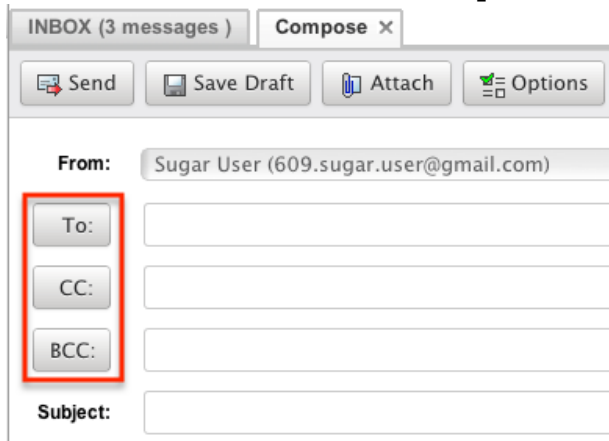 INBOX (3 messages ) Compose ×
Send Save Draft Attach Options
From: Sugar User (609.sugar.user@gmail.com)
To:
CC:
BCC:
Subject: